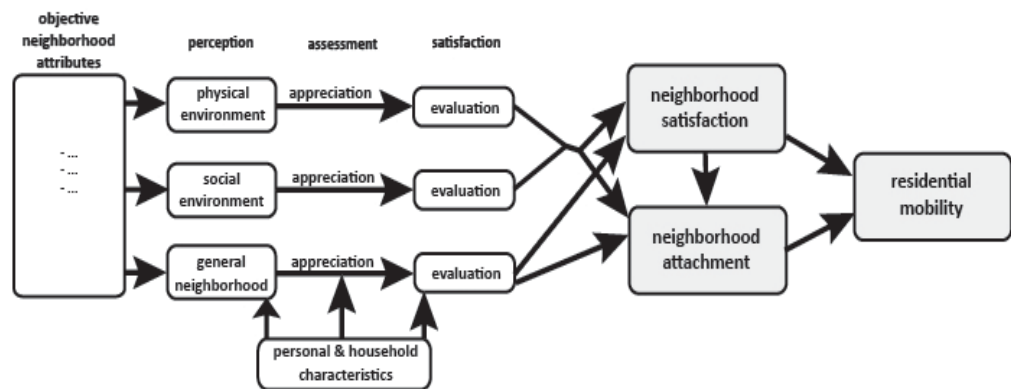 objective
neighborhood
attributes
perception
assessment
satisfaction
- ...
- ...
- ...
physical
environment
appreciation
evaluation
social
environment
appreciation
evaluation
general
neighborhood
appreciation
evaluation
personal & household
characteristics
neighborhood
satisfaction
neighborhood
attachment
residential
mobility